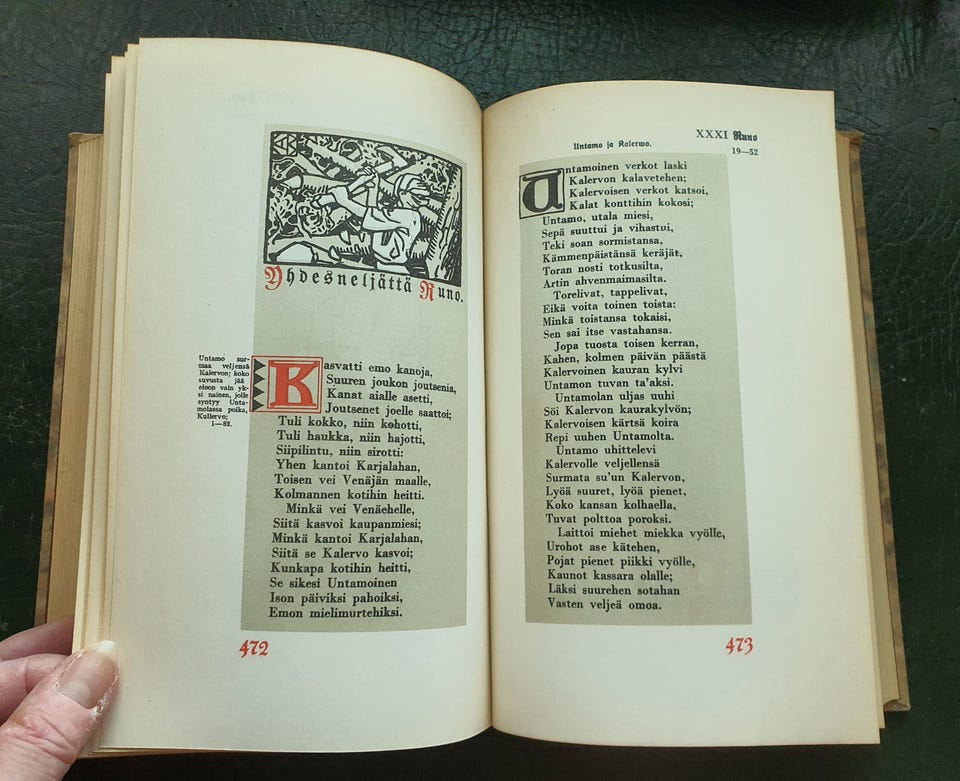 Yhdesneljättä Runo.
Untamo sur-
maa veljensä
Kalervon; koko
suvusta jää
eloon vain yk-
si nainen, jolle
syntyy Unta-
molassa poika,
Kullervo;
1—82.
Kasvatti emo kanoja,
Suuren joukon joutsenia,
Kanat aialle asetti,
Joutsenet joelle saattoi;
Tuli kokko, niin kohotti,
Tuli haukka, niin hajotti,
Siipilintu, niin sirotti:
Yhen kantoi Karjalahan,
Toisen vei Venäjän maalle,
Kolmannen kotihin heitti.
Minkä vei Venäehelle,
Siitä kasvoi kaupanmiesi;
Minkä kantoi Karjalahan,
Siitä se Kalervo kasvoi;
Kunkapa kotihin heitti,
Se sikesi Untamoinen
Ison päiviksi pahoiksi,
Emon mielimurtehiksi.
472
Untamo ja Kalerwo.
XXXI Runo
19—52
Untamoinen verkot laski
Kalervon kalavetehen;
Kalervoisen verkot katsoi,
Kalat konttihin kokosi;
Untamo, utala miesi,
Sepä suuttui ja vihastui,
Teki soan sormistansa,
Kämmenpäistänsä keräjät,
Toran nosti totkusilta,
Artin ahvenmaimasilta.
Torelivat, tappelivat,
Eikä voita toinen toista:
Minkä toistansa tokaisi,
Sen sai itse vastahansa.
Jopa tuosta toisen kerran,
Kahen, kolmen päivän päästä
Kalervoinen kauran kylvi
Untamon tuvan ta'aksi.
Untamolan uljas uuhi
Söi Kalervon kaurakylvön;
Kalervoisen kärtsä koira
Repi uuhen Untamolta.
Untamo uhittelevi
Kalervolle veljellensä
Surmata su'un Kalervon,
Lyöä suuret, lyöä pienet,
Koko kansan kolhaella,
Tuvat polttoa poroksi.
Laittoi miehet miekka vyölle,
Urohot ase kätehen,
Pojat pienet piikki vyölle,
Kaunot kassara olalle;
Läksi suurehen sotahan
Vasten veljeä omoa.
473